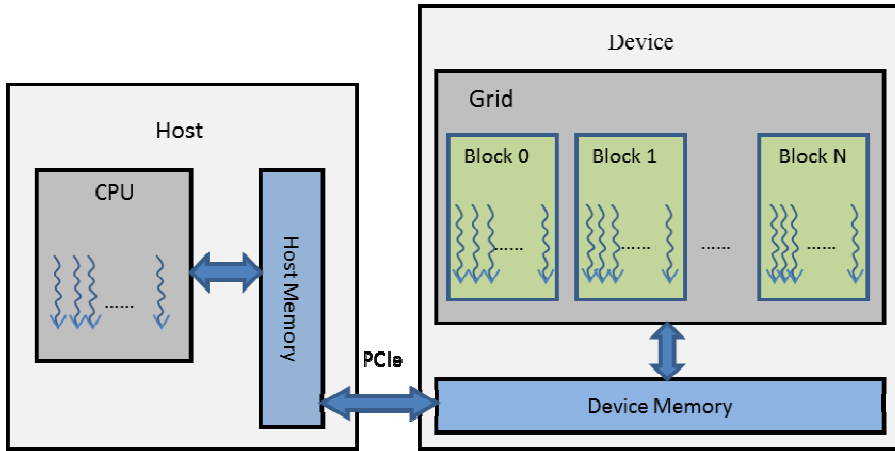 Host
CPU
......
Host Memory
PCIe
Device
Grid
Block 0
Block 1
Block N
......
......
......
......
Device Memory